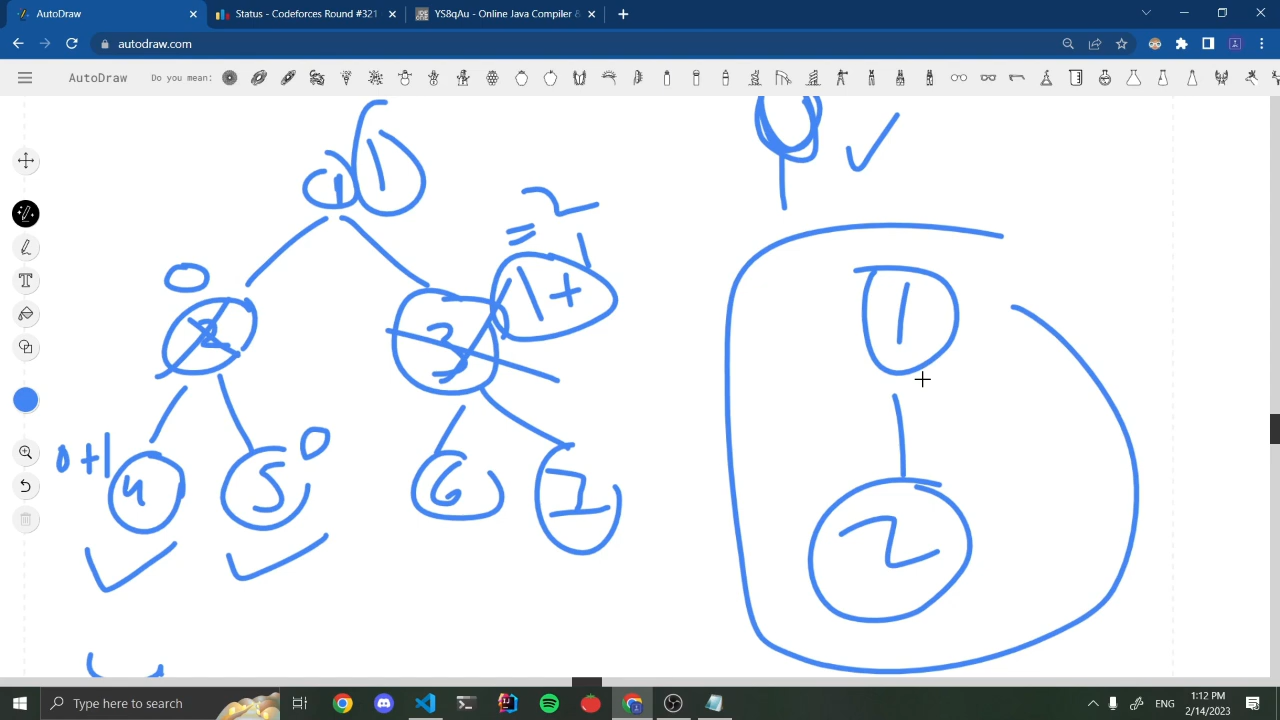 AutoDraw
Status - Codeforces Round #321
YS8qAu - Online Java Compiler &
autodraw.com
AutoDraw
Do you mean:
1 1
= 2
0
1+1
2
3
1
0+1
4
5
0
6
7
2
Type here to search
ENG
1:12 PM
2/14/2023